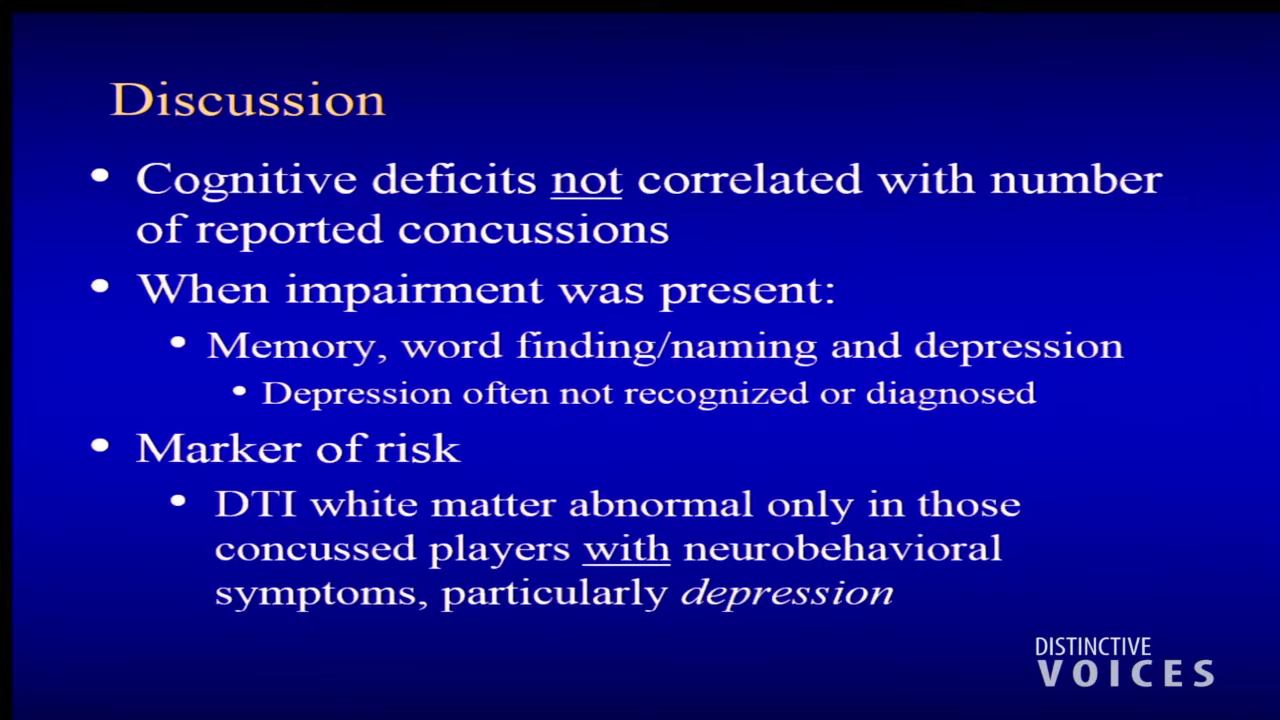 Discussion
• Cognitive deficits not correlated with number
of reported concussions
• When impairment was present:
• Memory, word finding/naming and depression
• Depression often not recognized or diagnosed
• Marker of risk
• DTI white matter abnormal only in those
concussed players with neurobehavioral
symptoms, particularly depression
DISTINCTIVE
VOICES